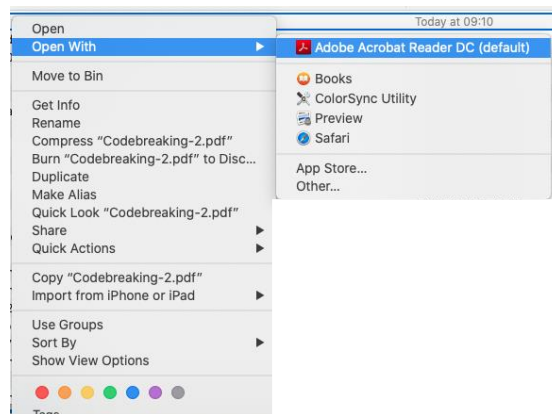 Today at 09:10
Open
Open With
Adobe Acrobat Reader DC (default)
Books
ColorSync Utility
Preview
Safari
App Store...
Other...
Move to Bin
Get Info
Rename
Compress “Codebreaking-2.pdf”
Burn “Codebreaking-2.pdf” to Disc...
Duplicate
Make Alias
Quick Look “Codebreaking-2.pdf”
Share
Quick Actions
Copy “Codebreaking-2.pdf”
Import from iPhone or iPad
Use Groups
Sort By
Show View Options
Tags